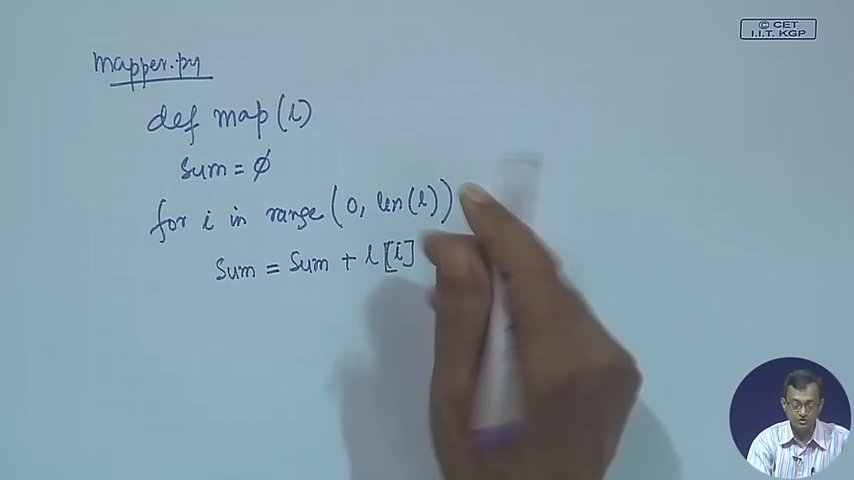 © CET
I.I.T. KGP
mapper.py
def map(l)
sum = ϕ
for i in range(0, len(l))
sum = sum + l[i]